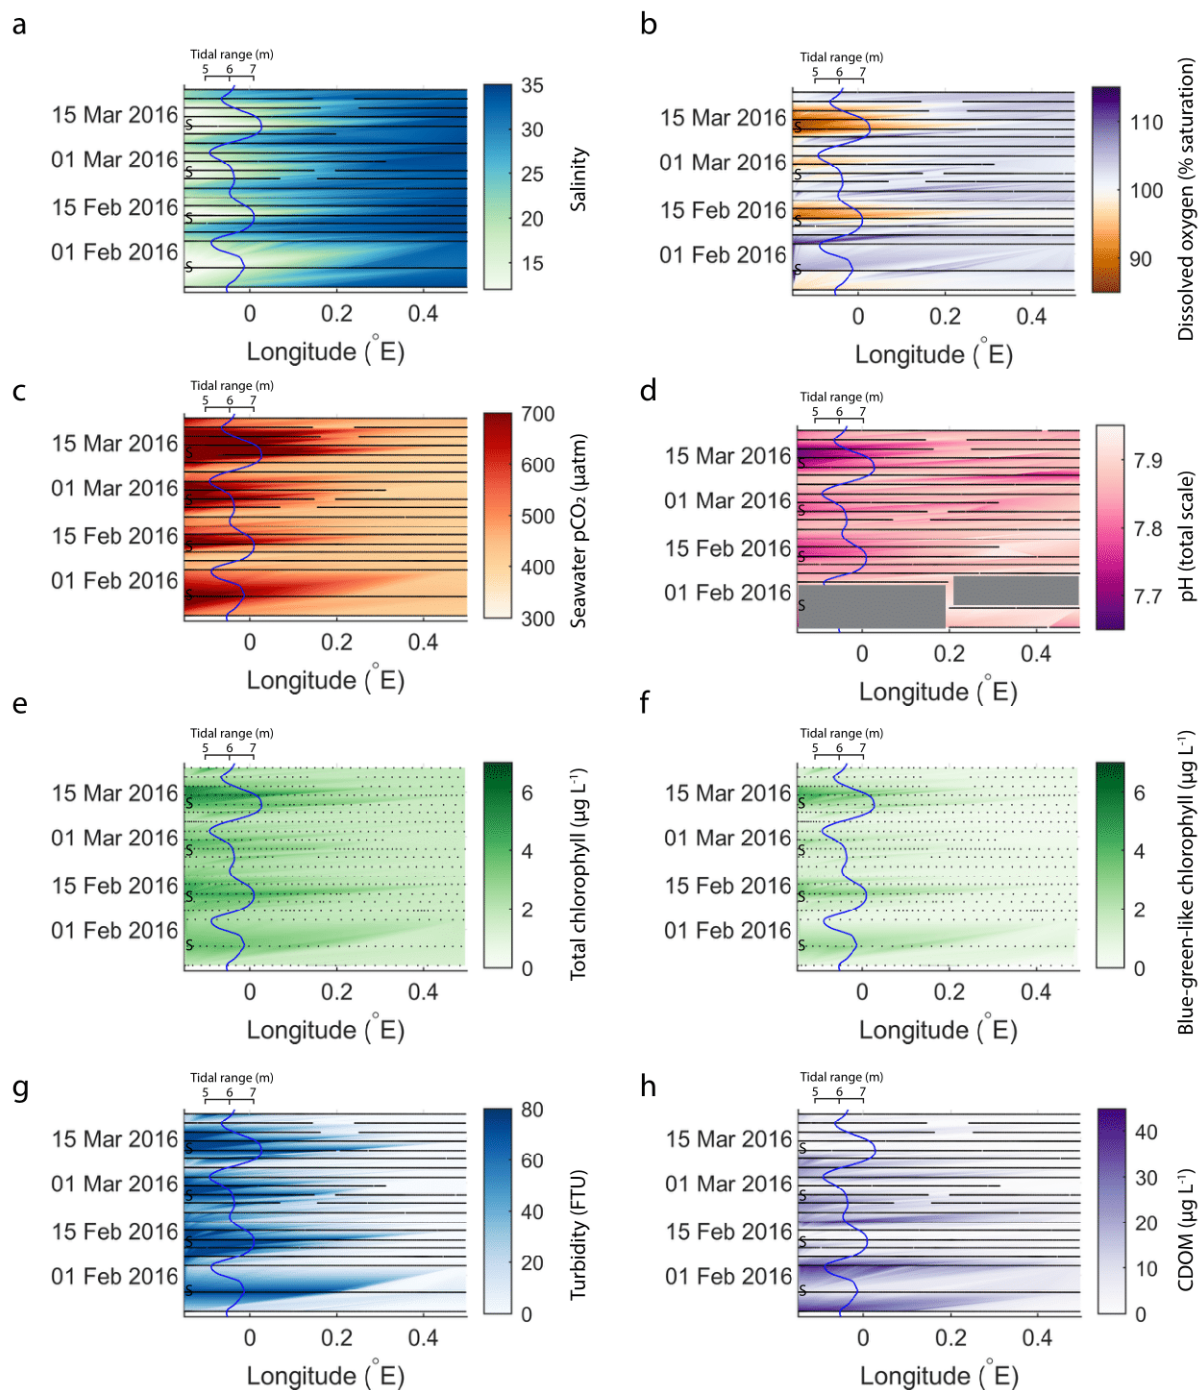 a
Tidal range (m)
5 6 7
15 Mar 2016
01 Mar 2016
15 Feb 2016
01 Feb 2016
S
S
S
S
0 0.2 0.4
Longitude (°E)
35
30
25
20
15
Salinity
b
Tidal range (m)
5 6 7
15 Mar 2016
01 Mar 2016
15 Feb 2016
01 Feb 2016
S
S
S
S
0 0.2 0.4
Longitude (°E)
110
100
90
Dissolved oxygen (% saturation)
c
Tidal range (m)
5 6 7
15 Mar 2016
01 Mar 2016
15 Feb 2016
01 Feb 2016
S
S
S
S
0 0.2 0.4
Longitude (°E)
700
600
500
400
300
Seawater pCO₂ (µatm)
d
Tidal range (m)
5 6 7
15 Mar 2016
01 Mar 2016
15 Feb 2016
01 Feb 2016
S
S
S
S
0 0.2 0.4
Longitude (°E)
7.9
7.8
7.7
pH (total scale)
e
Tidal range (m)
5 6 7
15 Mar 2016
01 Mar 2016
15 Feb 2016
01 Feb 2016
S
S
S
S
0 0.2 0.4
Longitude (°E)
6
4
2
0
Total chlorophyll (µg L⁻¹)
f
Tidal range (m)
5 6 7
15 Mar 2016
01 Mar 2016
15 Feb 2016
01 Feb 2016
S
S
S
S
0 0.2 0.4
Longitude (°E)
6
4
2
0
Blue-green-like chlorophyll (µg L⁻¹)
g
Tidal range (m)
5 6 7
15 Mar 2016
01 Mar 2016
15 Feb 2016
01 Feb 2016
S
S
S
S
0 0.2 0.4
Longitude (°E)
80
60
40
20
0
Turbidity (FTU)
h
Tidal range (m)
5 6 7
15 Mar 2016
01 Mar 2016
15 Feb 2016
01 Feb 2016
S
S
S
S
0 0.2 0.4
Longitude (°E)
40
30
20
10
0
CDOM (µg L⁻¹)